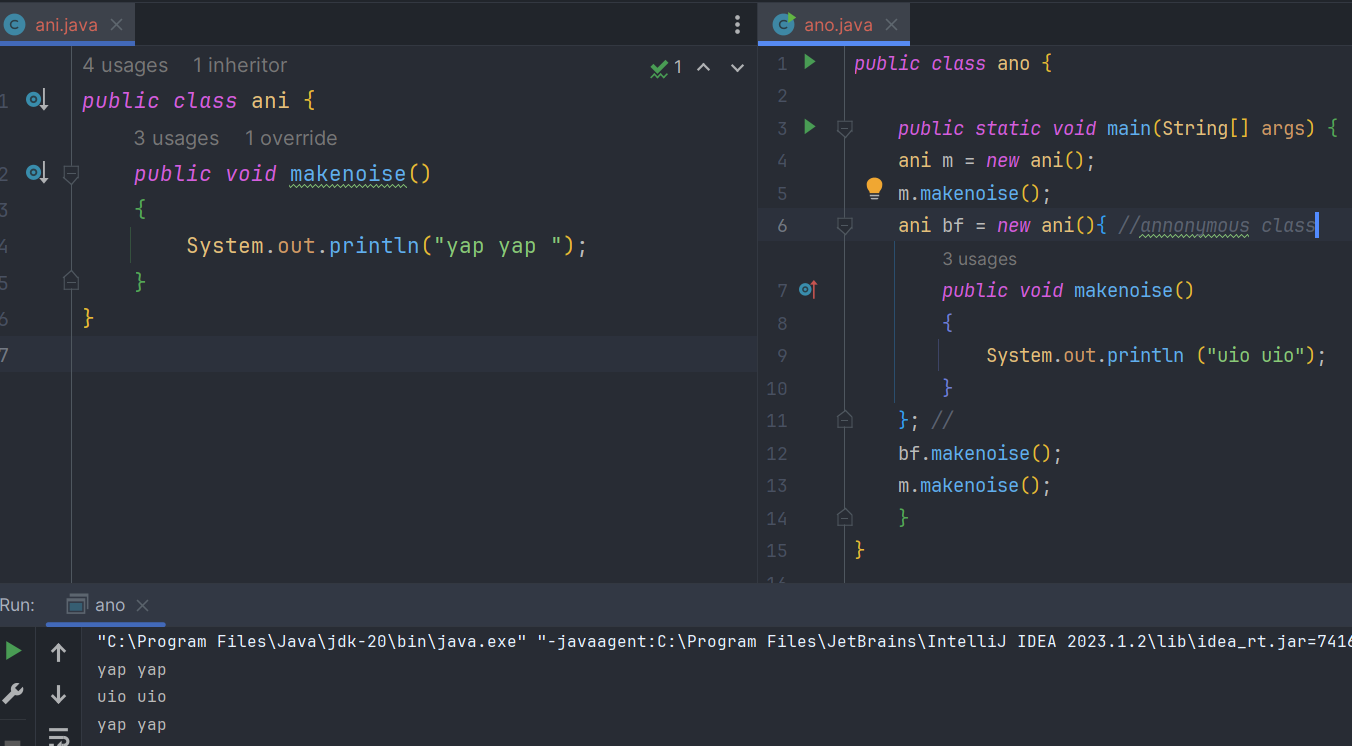 ani.java
4 usages 1 inheritor
1
1 public class ani {
3 usages 1 override
2 public void makenoise()
3 {
4 System.out.println("yap yap ");
5 }
6 }
7
ano.java
1 public class ano {
2
3 public static void main(String[] args) {
4 ani m = new ani();
5 m.makenoise();
6 ani bf = new ani(){ //annonymous class
3 usages
7 public void makenoise()
8 {
9 System.out.println ("uio uio");
10 }
11 }; //
12 bf.makenoise();
13 m.makenoise();
14 }
15 }
16
Run: ano
"C:\Program Files\Java\jdk-20\bin\java.exe" "-javaagent:C:\Program Files\JetBrains\IntelliJ IDEA 2023.1.2\lib\idea_rt.jar=7416
yap yap
uio uio
yap yap